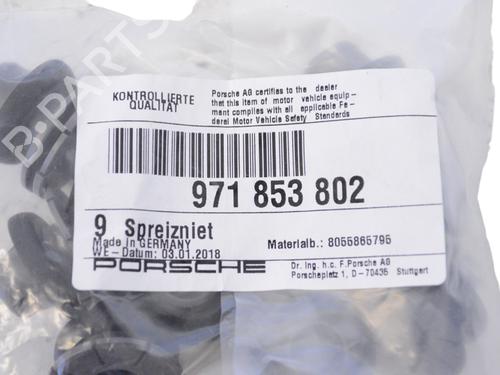 KONTROLLIERTE
QUALITÄT
Porsche AG certifies to the dealer
that this item of motor vehicle equip-
ment complies with all applicable Fe-
deral Motor Vehicle Safety Standards
971 853 802
9 Spreizniet
Made in GERMANY
WE-Datum: 03.01.2018
Materialb.: 8055865795
PORSCHE
Dr. Ing. h.c. F.Porsche AG
Porscheplatz 1, D-70435 Stuttgart
B-PARTS